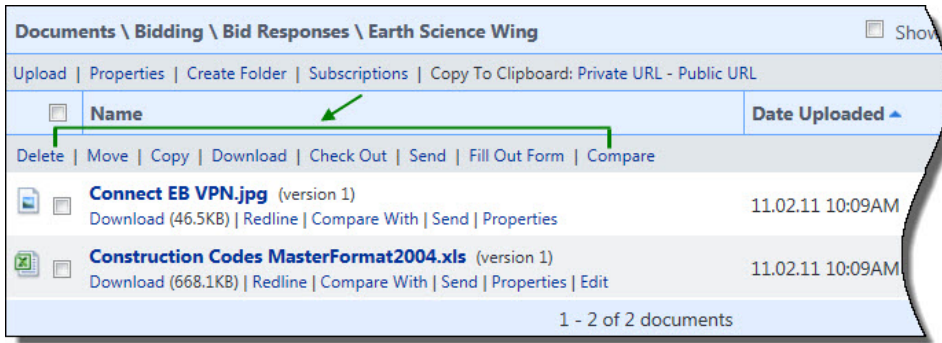 Documents \ Bidding \ Bid Responses \ Earth Science Wing Show
Upload | Properties | Create Folder | Subscriptions | Copy To Clipboard: Private URL - Public URL
Name Date Uploaded
Delete | Move | Copy | Download | Check Out | Send | Fill Out Form | Compare
Connect EB VPN.jpg (version 1)
Download (46.5KB) | Redline | Compare With | Send | Properties
11.02.11 10:09AM
Construction Codes MasterFormat2004.xls (version 1)
Download (668.1KB) | Redline | Compare With | Send | Properties | Edit
11.02.11 10:09AM
1 - 2 of 2 documents